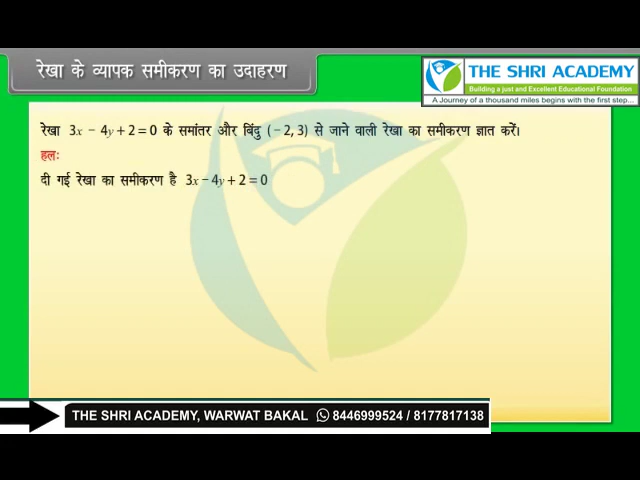 रेखा के व्यापक समीकरण का उदाहरण
THE SHRI ACADEMY
Building a just and Excellent Educational Foundation
A Journey of a thousand miles begins with the first step...
रेखा 3x − 4y + 2 = 0 के समांतर और बिंदु (− 2, 3) से जाने वाली रेखा का समीकरण ज्ञात करें।
हल:
दी गई रेखा का समीकरण है 3x − 4y + 2 = 0
THE SHRI ACADEMY, WARWAT BAKAL 8446999524 / 8177817138